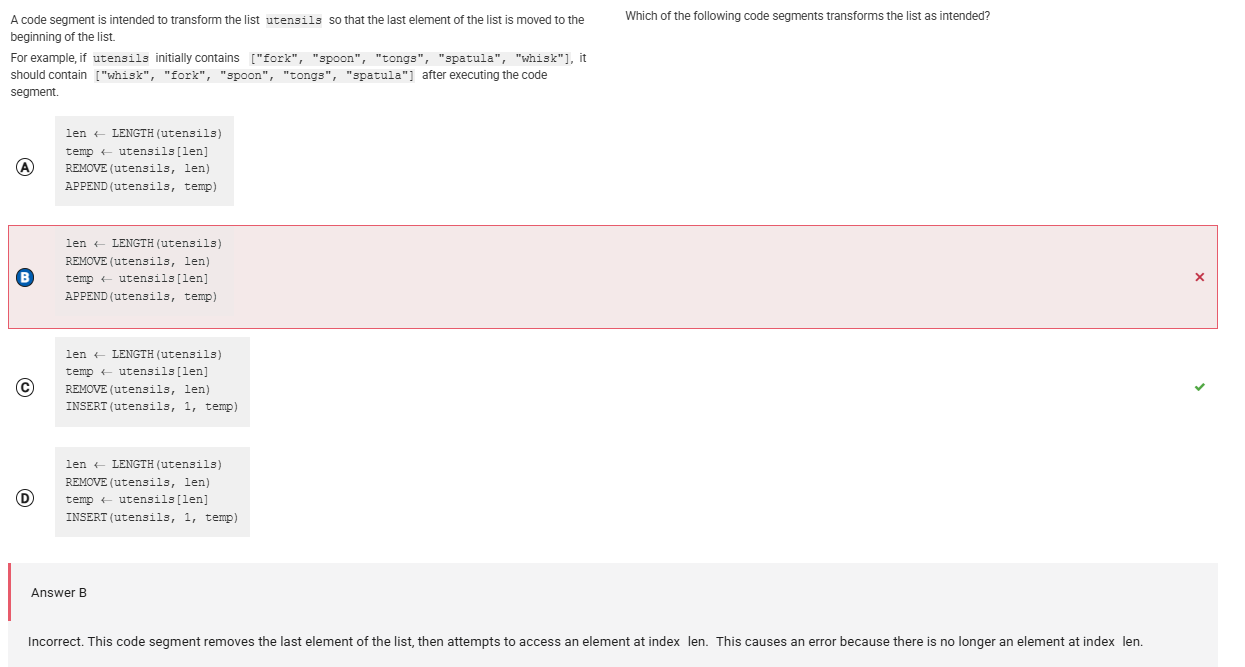 A code segment is intended to transform the list utensils so that the last element of the list is moved to the
beginning of the list.
For example, if utensils initially contains ["fork", "spoon", "tongs", "spatula", "whisk"], it
should contain ["whisk", "fork", "spoon", "tongs", "spatula"] after executing the code
segment.
Which of the following code segments transforms the list as intended?
A
len ← LENGTH(utensils)
temp ← utensils[len]
REMOVE(utensils, len)
APPEND(utensils, temp)
B
len ← LENGTH(utensils)
REMOVE(utensils, len)
temp ← utensils[len]
APPEND(utensils, temp)
C
len ← LENGTH(utensils)
temp ← utensils[len]
REMOVE(utensils, len)
INSERT(utensils, 1, temp)
D
len ← LENGTH(utensils)
REMOVE(utensils, len)
temp ← utensils[len]
INSERT(utensils, 1, temp)
Answer B
Incorrect. This code segment removes the last element of the list, then attempts to access an element at index len. This causes an error because there is no longer an element at index len.